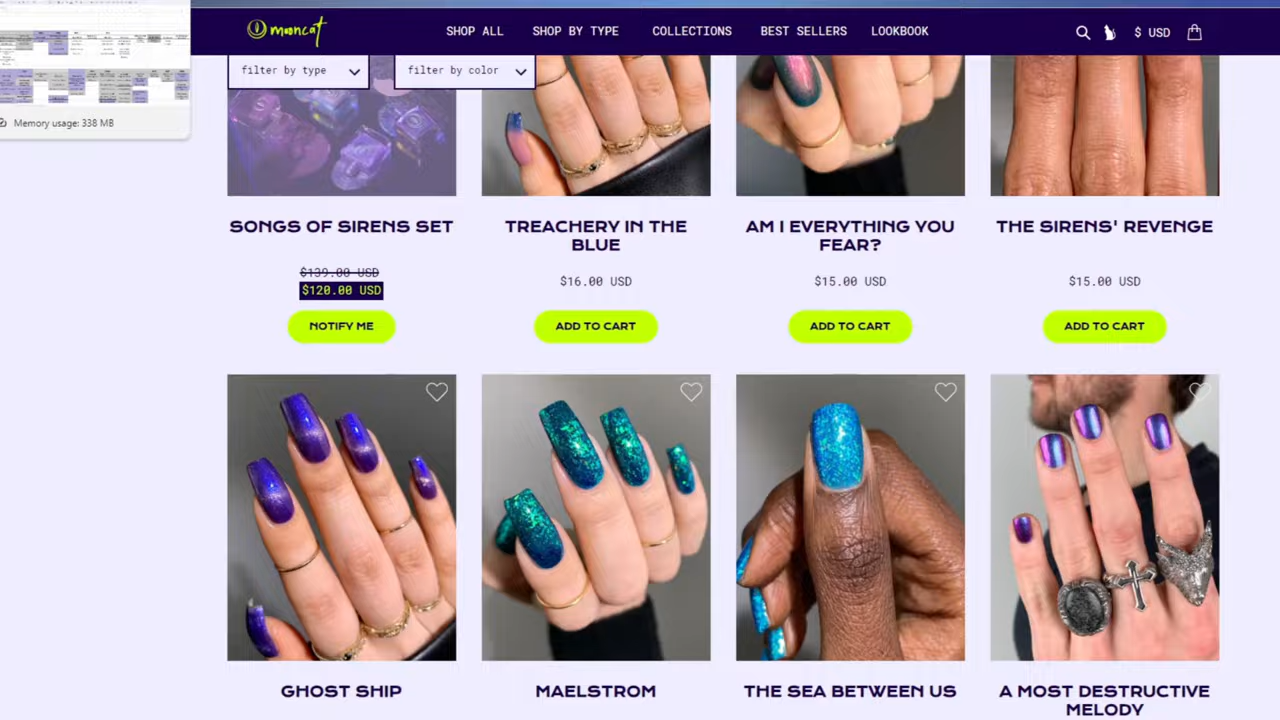 mooncat
SHOP ALL
SHOP BY TYPE
COLLECTIONS
BEST SELLERS
LOOKBOOK
$ USD
filter by type
filter by color
Memory usage: 338 MB
SONGS OF SIRENS SET
TREACHERY IN THE
BLUE
AM I EVERYTHING YOU
FEAR?
THE SIRENS' REVENGE
$139.00 USD
$120.00 USD
$16.00 USD
$15.00 USD
$15.00 USD
NOTIFY ME
ADD TO CART
ADD TO CART
ADD TO CART
GHOST SHIP
MAELSTROM
THE SEA BETWEEN US
A MOST DESTRUCTIVE
MELODY